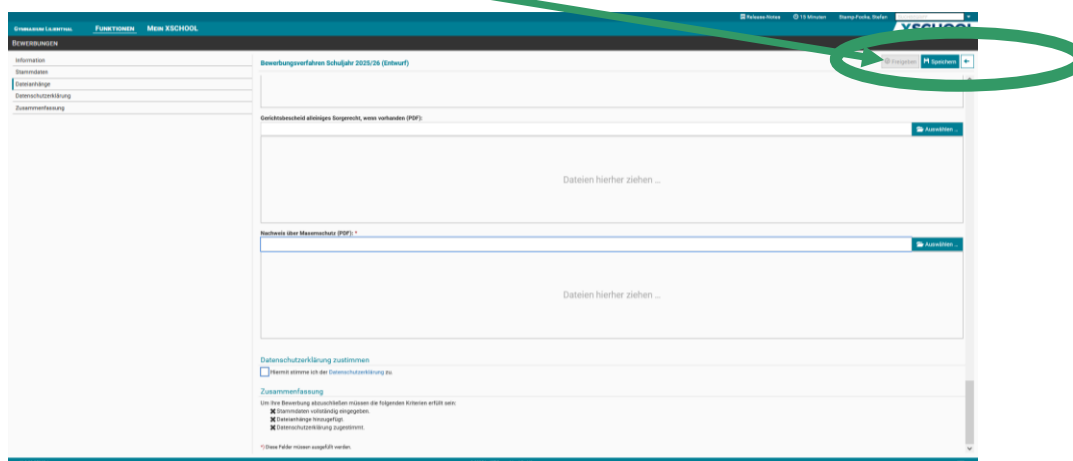 Release-Notes 19 Minuten Stamp-Focke, Stefan
GYMNASIUM LILIENTHAL FUNKTIONEN MEIN XSCHOOL XSCHOOL
BEWERBUNGEN
Information
Stammdaten
Dateianhänge
Datenschutzerklärung
Zusammenfassung
Bewerbungsverfahren Schuljahr 2025/26 (Entwurf) Freigeben Speichern
Gerichtsbescheid alleiniges Sorgerecht, wenn vorhanden (PDF):
Auswählen ...
Dateien hierher ziehen ...
Nachweis über Masernschutz (PDF): *
Auswählen ...
Dateien hierher ziehen ...
Datenschutzerklärung zustimmen
Hiermit stimme ich der Datenschutzerklärung zu.
Zusammenfassung
Um Ihre Bewerbung abzuschließen müssen die folgenden Kriterien erfüllt sein:
Stammdaten vollständig eingegeben.
Dateianhänge hinzugefügt.
Datenschutzerklärung zugestimmt.
*) Diese Felder müssen ausgefüllt werden.